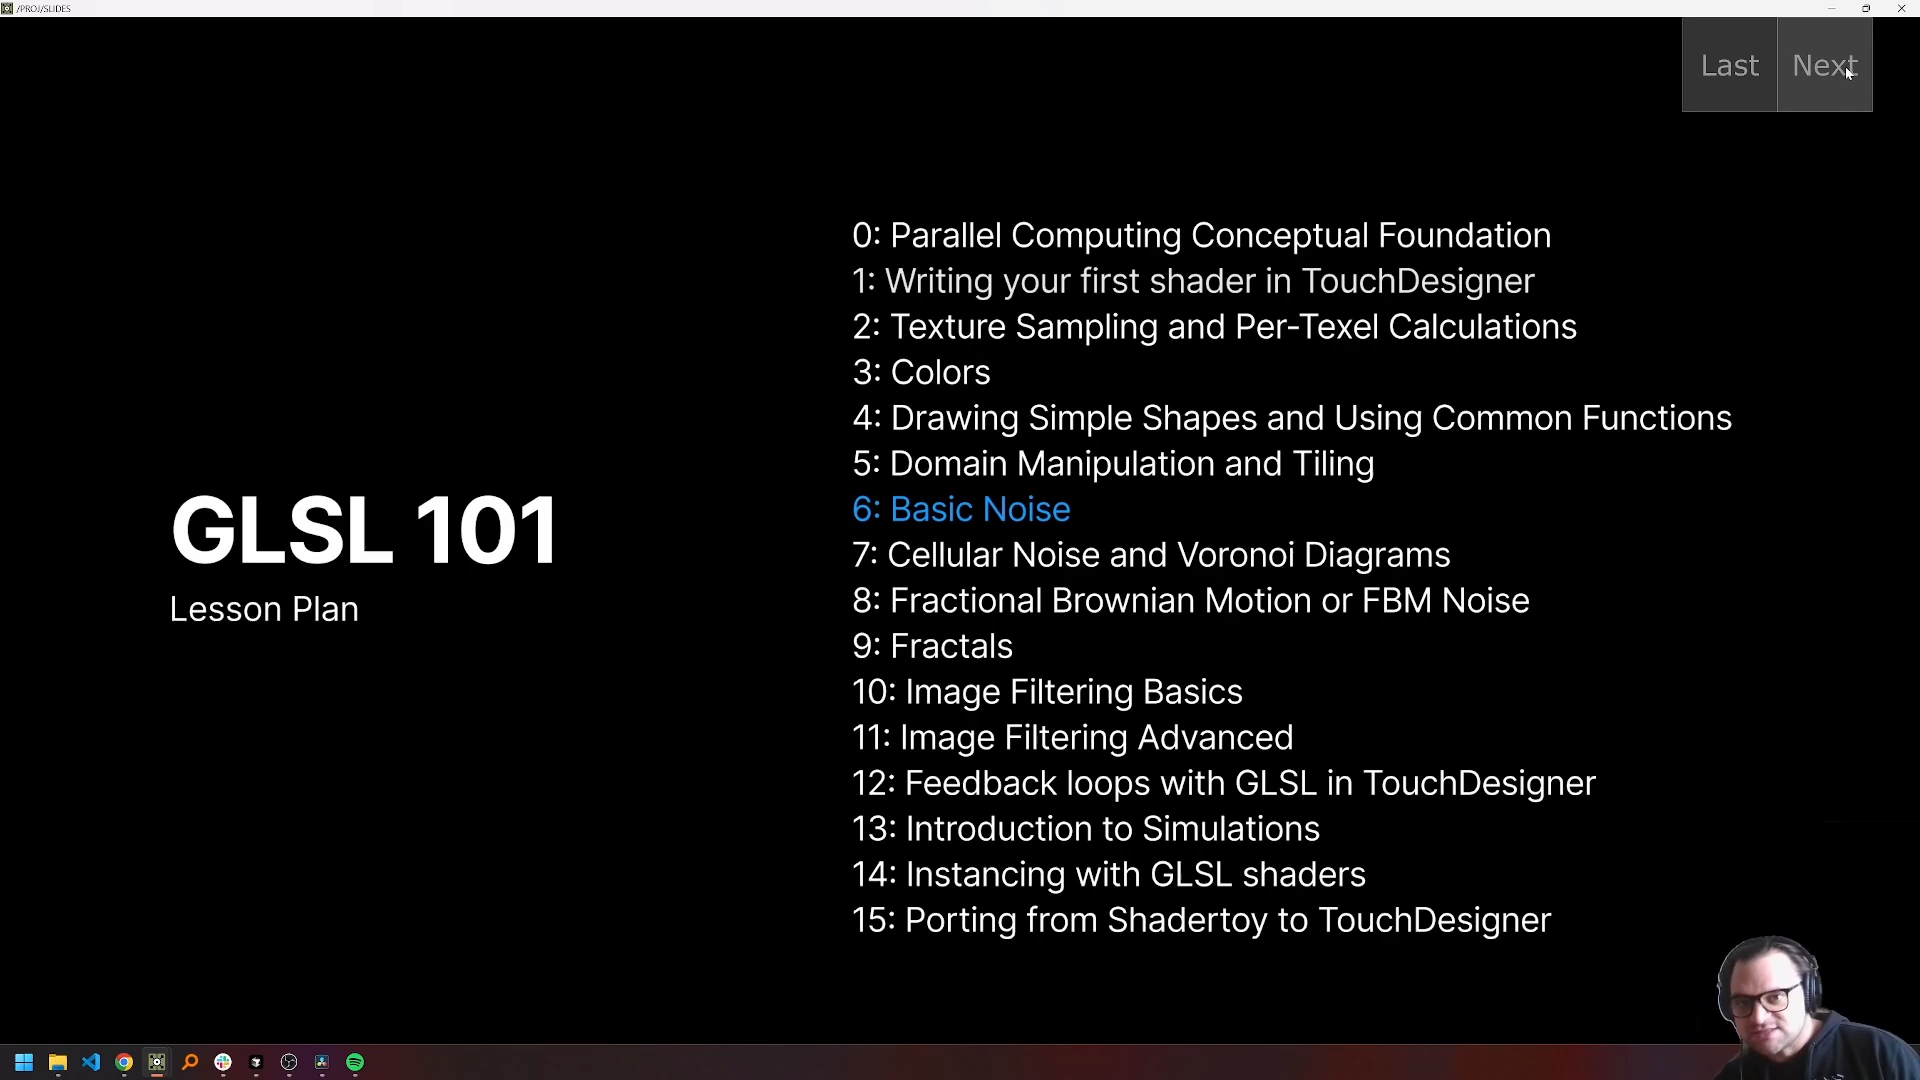 /PROJ/SLIDES
Last
Next
0: Parallel Computing Conceptual Foundation
1: Writing your first shader in TouchDesigner
2: Texture Sampling and Per-Texel Calculations
3: Colors
4: Drawing Simple Shapes and Using Common Functions
5: Domain Manipulation and Tiling
6: Basic Noise
7: Cellular Noise and Voronoi Diagrams
8: Fractional Brownian Motion or FBM Noise
9: Fractals
10: Image Filtering Basics
11: Image Filtering Advanced
12: Feedback loops with GLSL in TouchDesigner
13: Introduction to Simulations
14: Instancing with GLSL shaders
15: Porting from Shadertoy to TouchDesigner
GLSL 101
Lesson Plan